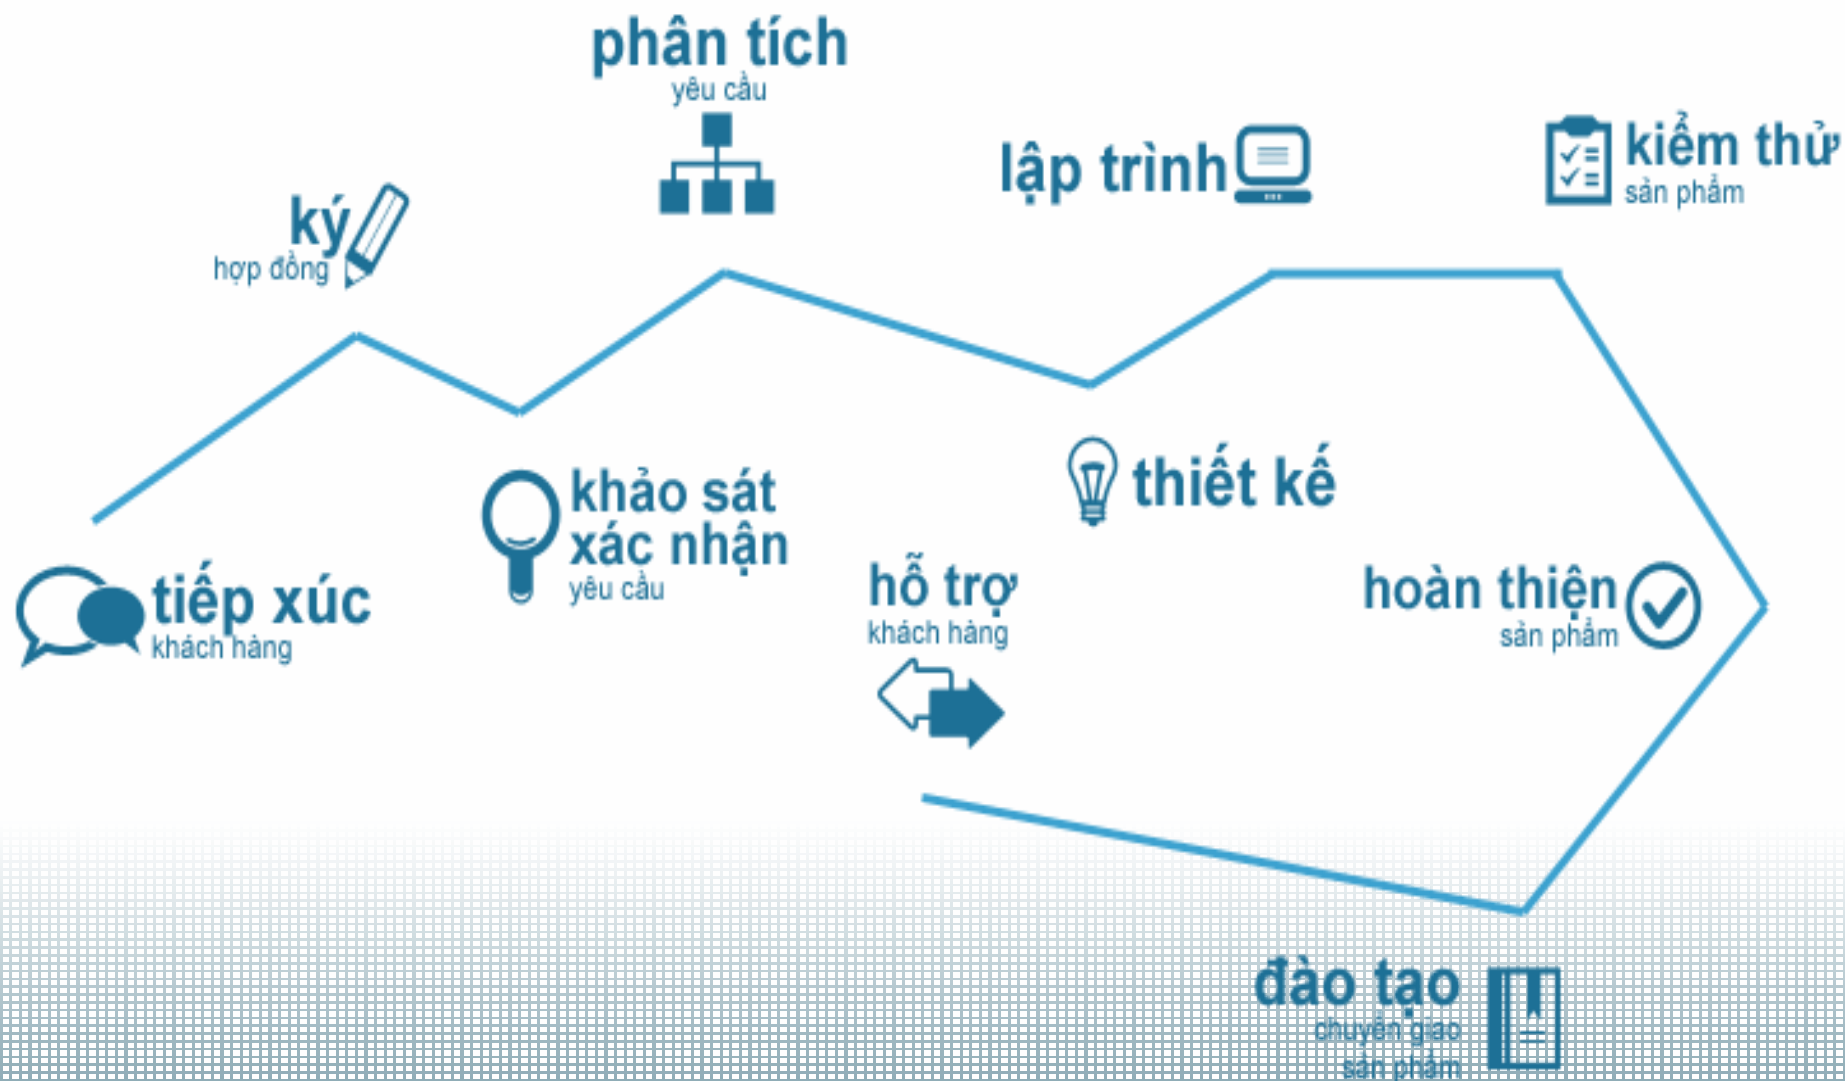 tiếp xúc
khách hàng
ký
hợp đồng
khảo sát
xác nhận
yêu cầu
phân tích
yêu cầu
thiết kế
lập trình
kiểm thử
sản phẩm
hoàn thiện
sản phẩm
đào tạo
chuyển giao
sản phẩm
hỗ trợ
khách hàng